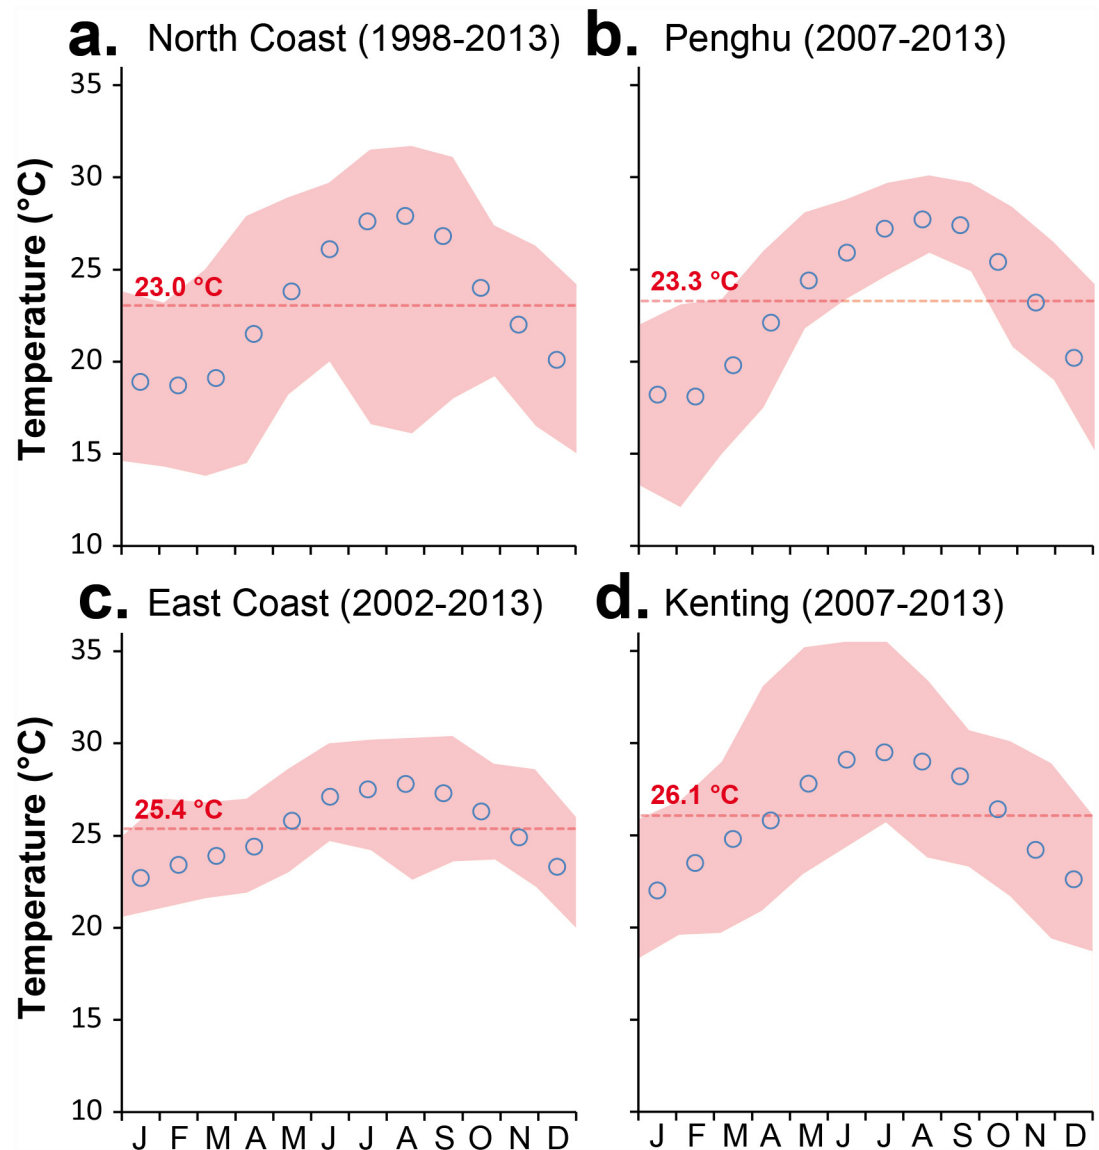 a. North Coast (1998-2013)
b. Penghu (2007-2013)
Temperature (°C)
35
30
25
20
15
10
23.0 °C
23.3 °C
c. East Coast (2002-2013)
d. Kenting (2007-2013)
Temperature (°C)
35
30
25
20
15
10
25.4 °C
26.1 °C
J F M A M J J A S O N D
J F M A M J J A S O N D